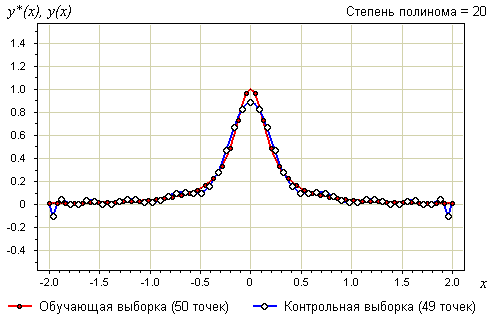 y*(x), y(x)
Степень полинома = 20
1.4
1.2
1.0
0.8
0.6
0.4
0.2
0
-0.2
-0.4
-2.0 -1.5 -1.0 -0.5 0 0.5 1.0 1.5 2.0
x
Обучающая выборка (50 точек) Контрольная выборка (49 точек)